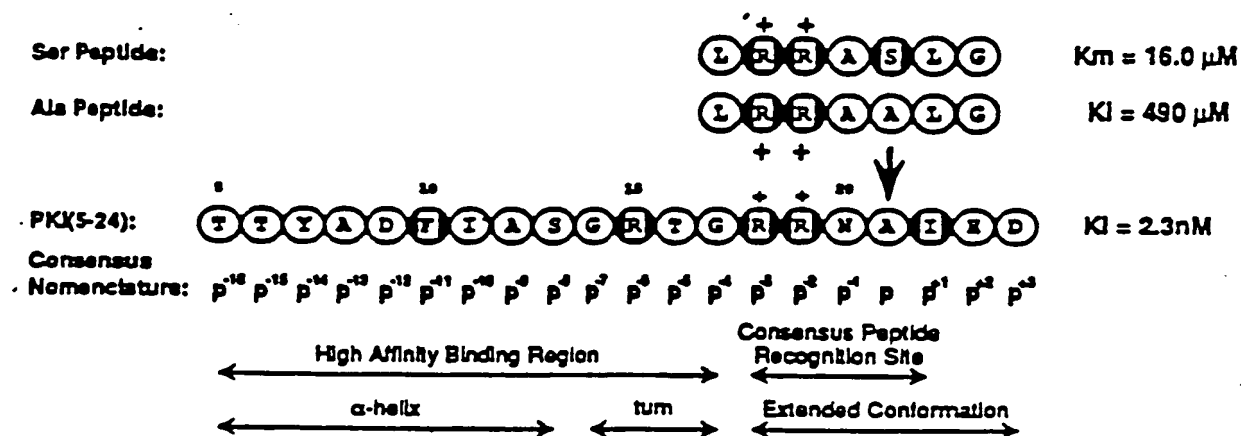 + +
Ser Peptide: L R R A S L G Km = 16.0 µM
Ala Peptide: L R R A A L G Ki = 490 µM
+ +
5 10 15 + + 20
PKI(5-24): T T Y A D F I A S G R T G R R N A I H D Ki = 2.3nM
Consensus
Nomenclature: p-16 p-15 p-14 p-13 p-12 p-11 p-10 p-9 p-8 p-7 p-6 p-5 p-4 p-3 p-2 p-1 p p+1 p+2 p+3
Consensus Peptide
High Affinity Binding Region Recognition Site
α-helix turn Extended Conformation